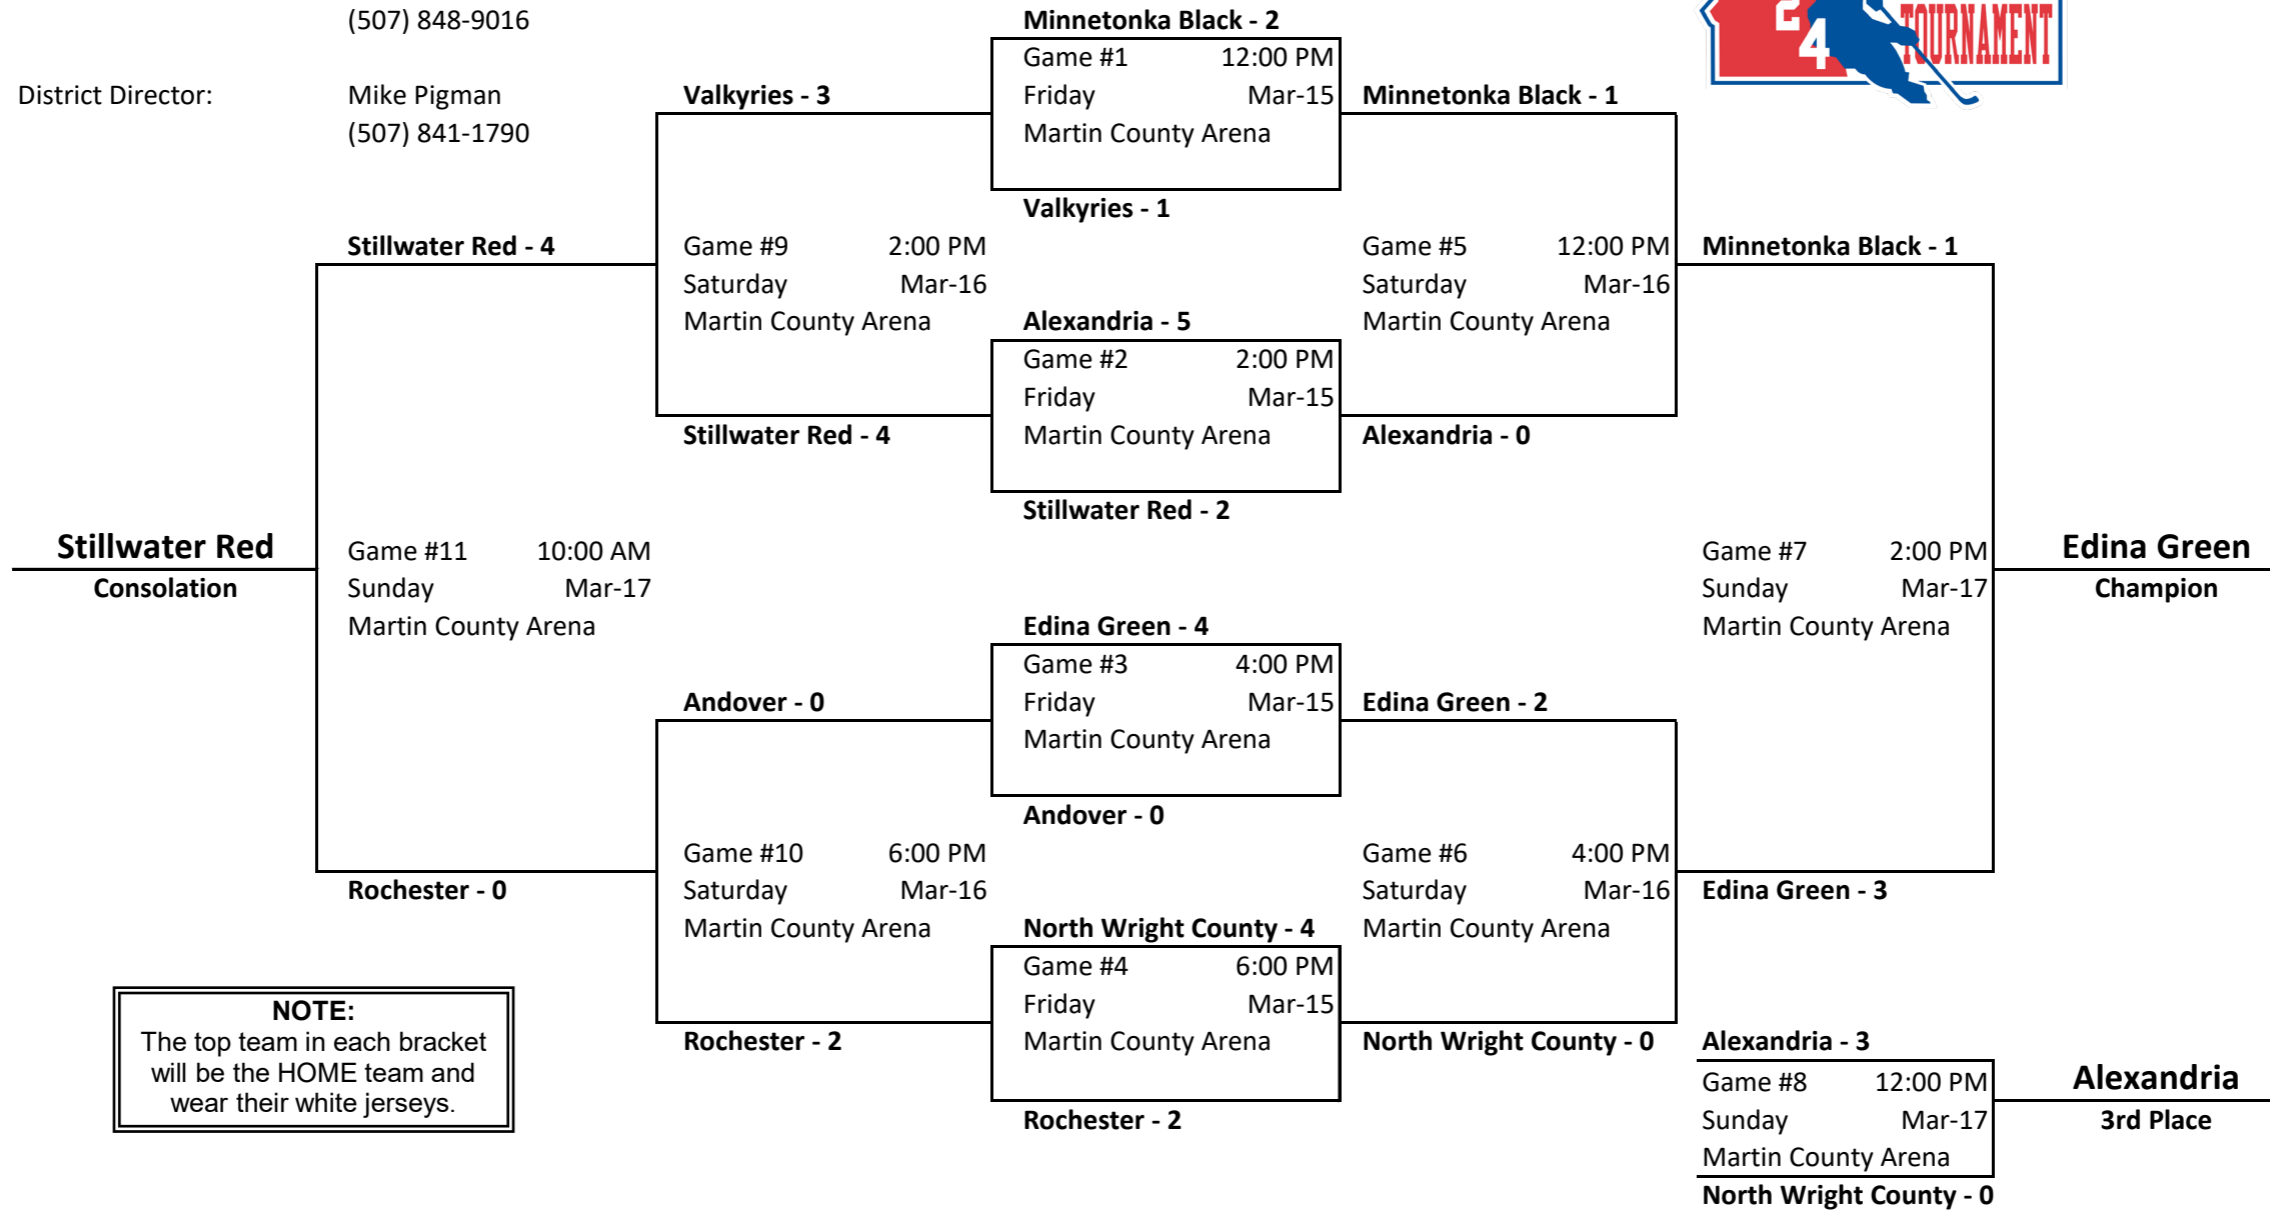 (507) 848-9016
Minnetonka Black - 2
24 TOURNAMENT
Game #1 12:00 PM
District Director: Mike Pigman
Valkyries - 3
Friday Mar-15
Minnetonka Black - 1
(507) 841-1790
Martin County Arena
Valkyries - 1
Stillwater Red - 4
Game #9 2:00 PM
Game #5 12:00 PM
Minnetonka Black - 1
Saturday Mar-16
Saturday Mar-16
Martin County Arena
Alexandria - 5
Martin County Arena
Game #2 2:00 PM
Friday Mar-15
Stillwater Red - 4
Martin County Arena
Alexandria - 0
Stillwater Red - 2
Stillwater Red
Consolation
Game #11 10:00 AM
Sunday Mar-17
Martin County Arena
Game #7 2:00 PM
Sunday Mar-17
Martin County Arena
Edina Green
Champion
Edina Green - 4
Game #3 4:00 PM
Andover - 0
Friday Mar-15
Edina Green - 2
Martin County Arena
Andover - 0
Game #10 6:00 PM
Game #6 4:00 PM
Rochester - 0
Saturday Mar-16
Saturday Mar-16
Edina Green - 3
Martin County Arena
North Wright County - 4
Martin County Arena
Game #4 6:00 PM
Friday Mar-15
Rochester - 2
Martin County Arena
North Wright County - 0
Rochester - 2
NOTE:
The top team in each bracket
will be the HOME team and
wear their white jerseys.
Alexandria - 3
Game #8 12:00 PM
Sunday Mar-17
Martin County Arena
North Wright County - 0
Alexandria
3rd Place